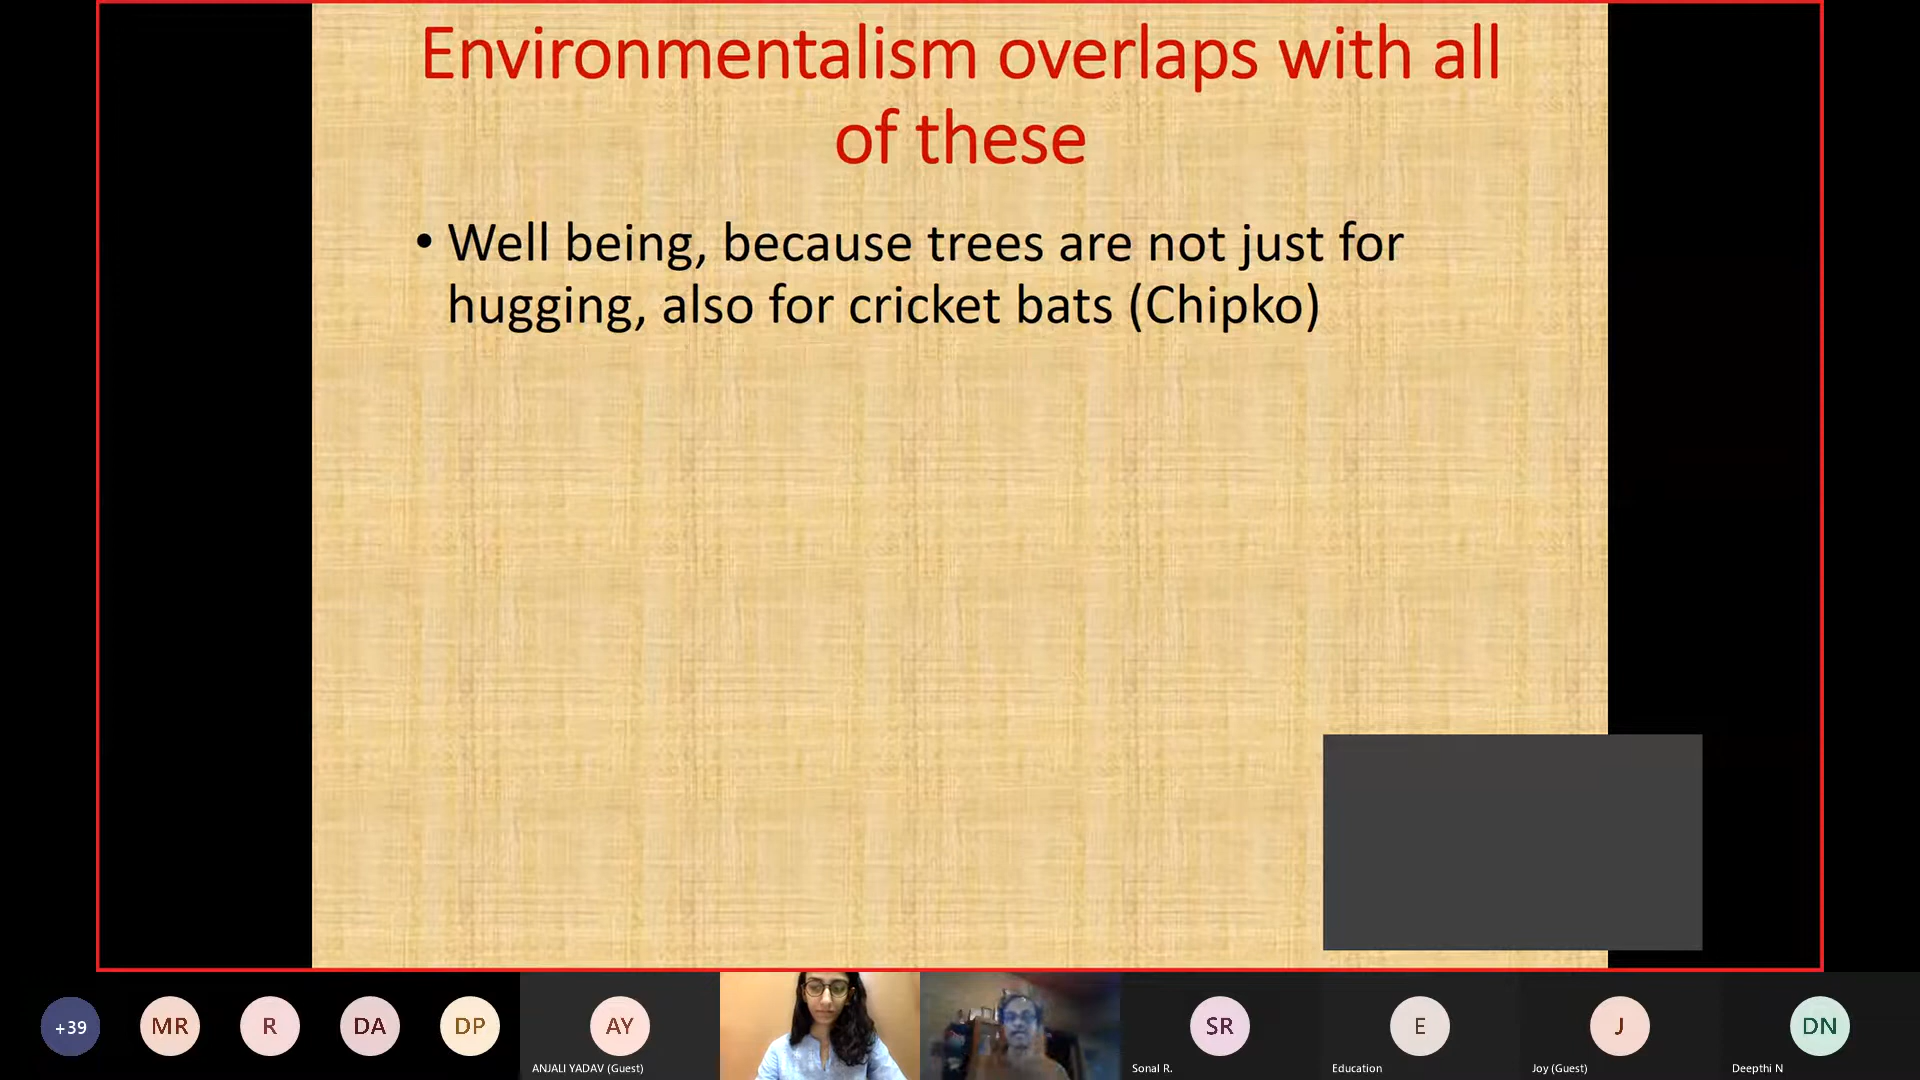 Environmentalism overlaps with all
of these
• Well being, because trees are not just for
hugging, also for cricket bats (Chipko)
+39
MR
R
DA
DP
AY
ANJALI YADAV (Guest)
SR
Sonal R.
E
Education
J
Joy (Guest)
DN
Deepthi N